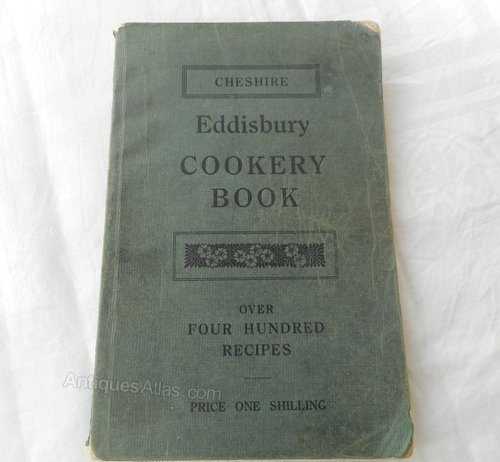 CHESHIRE
Eddisbury
COOKERY
BOOK
OVER
FOUR HUNDRED
RECIPES
AntiquesAtlas.com
PRICE ONE SHILLING